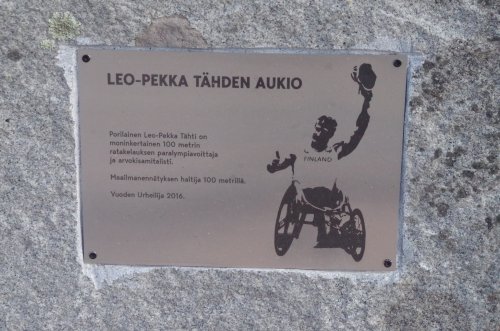 LEO-PEKKA TÄHDEN AUKIO
Porilainen Leo-Pekka Tähti on
moninkertainen 100 metrin
ratakelauksen paralympiavoittaja
ja arvokisamitalisti.
Maailmanennätyksen haltija 100 metrillä.
Vuoden Urheilija 2016.
FINLAND